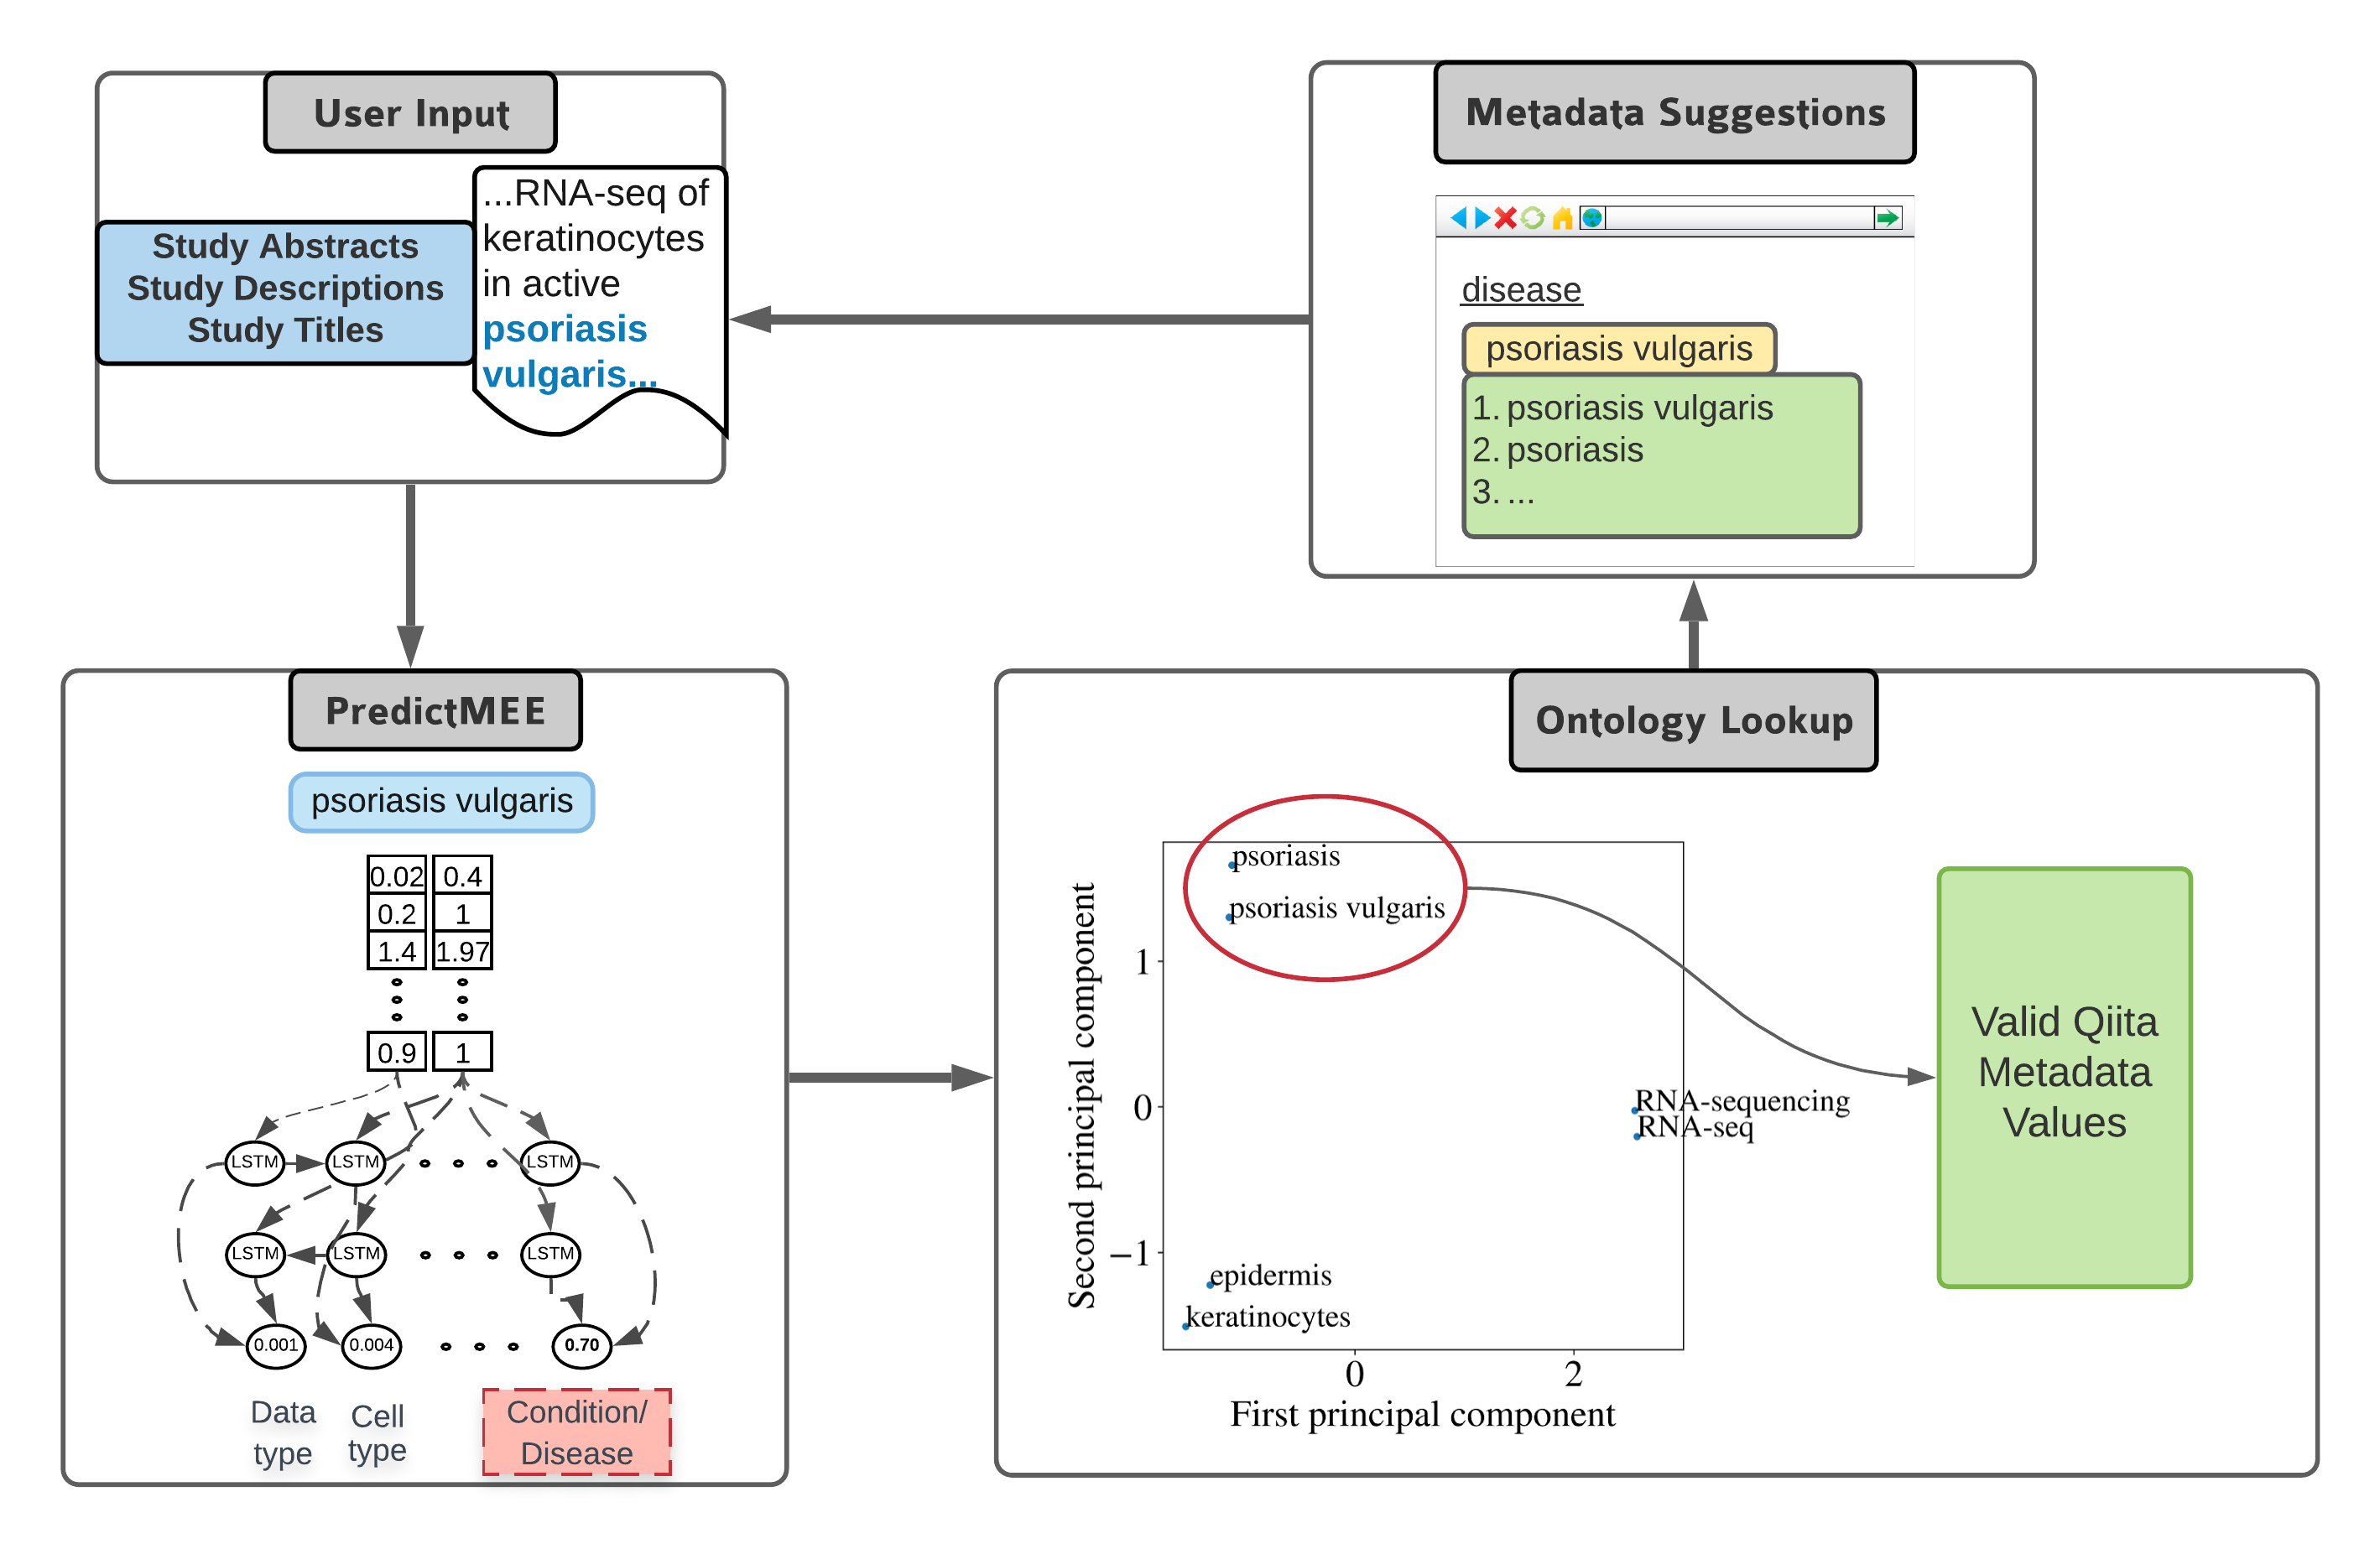 User Input
Study Abstracts
Study Descriptions
Study Titles
...RNA-seq of
keratinocytes
in active
psoriasis
vulgaris...
Metadata Suggestions
disease
psoriasis vulgaris
1. psoriasis vulgaris
2. psoriasis
3. ...
PredictMEE
psoriasis vulgaris
0.02 0.4
0.2 1
1.4 1.97
0.9 1
LSTM LSTM LSTM
LSTM LSTM LSTM
0.001 0.004 0.70
Data
type
Cell
type
Condition/
Disease
Ontology Lookup
Second principal component
1
0
−1
psoriasis
psoriasis vulgaris
RNA-sequencing
RNA-seq
epidermis
keratinocytes
0 2
First principal component
Valid Qiita
Metadata
Values